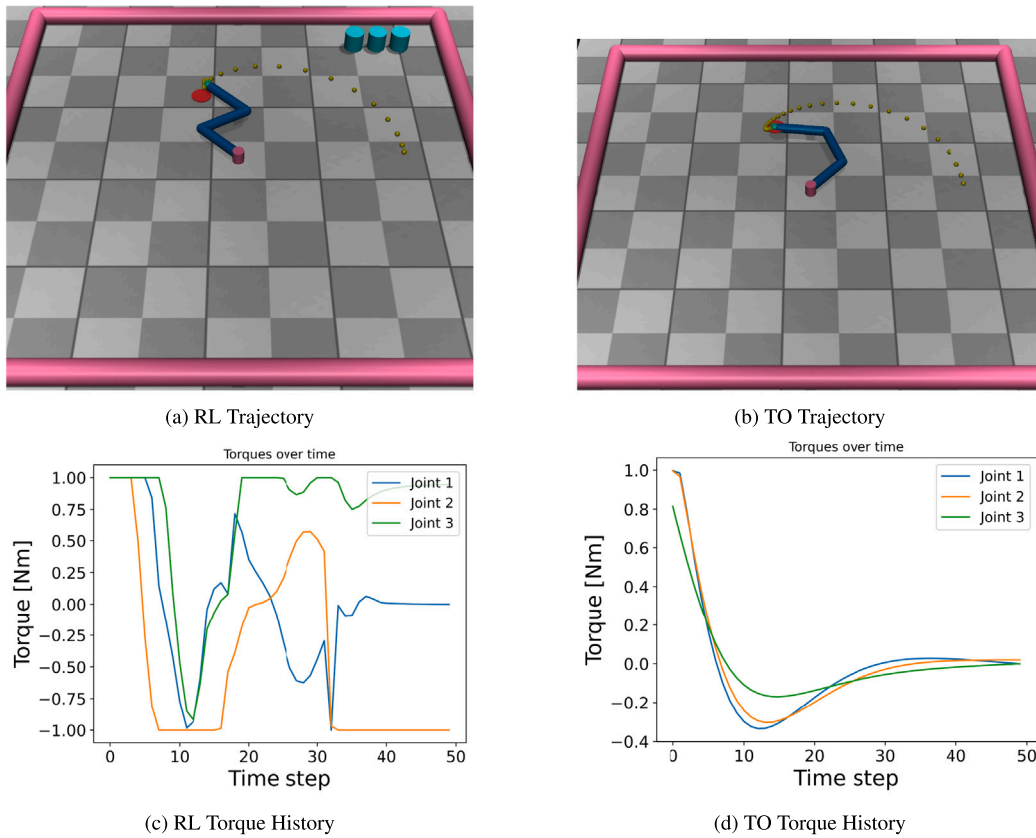 (a) RL Trajectory
(b) TO Trajectory
Torques over time
1.00
0.75
0.50
0.25
0.00
−0.25
−0.50
−0.75
−1.00
Torque [Nm]
Joint 1
Joint 2
Joint 3
0
10
20
30
40
50
Time step
Torques over time
1.0
0.8
0.6
0.4
0.2
0.0
−0.2
−0.4
Torque [Nm]
Joint 1
Joint 2
Joint 3
0
10
20
30
40
50
Time step
(c) RL Torque History
(d) TO Torque History